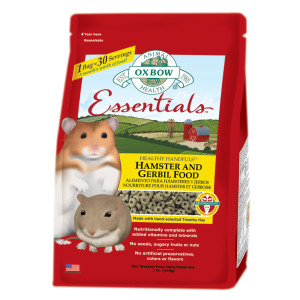 1 Bag = 30 Servings
ANIMAL
OXBOW
HEALTH
Essentials
HEALTHY HANDFULS™
HAMSTER AND
GERBIL FOOD
ALIMENTO PARA HÁMSTERES Y JERBOS
NOURRITURE POUR HAMSTER ET GERBOISE
Made with hand-selected Timothy Hay
Nutritionally complete with
added vitamins and minerals
No seeds, sugary fruits or nuts
No artificial preservatives,
colors or flavors